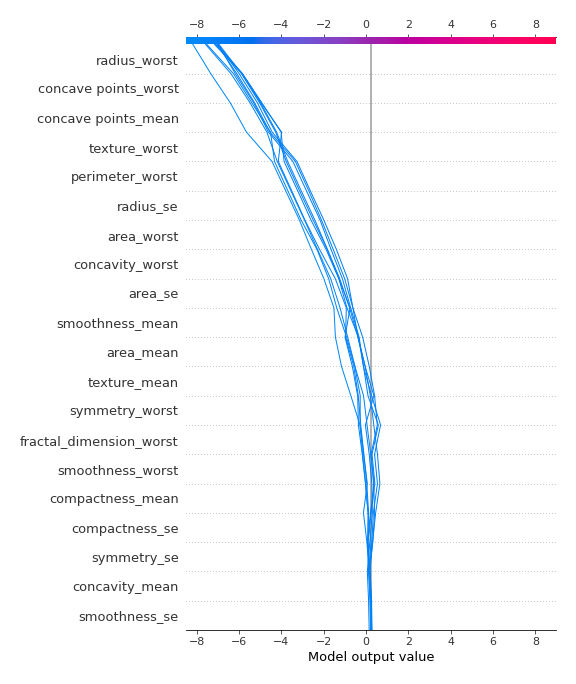 −8 −6 −4 −2 0 2 4 6 8
radius_worst
concave points_worst
concave points_mean
texture_worst
perimeter_worst
radius_se
area_worst
concavity_worst
area_se
smoothness_mean
area_mean
texture_mean
symmetry_worst
fractal_dimension_worst
smoothness_worst
compactness_mean
compactness_se
symmetry_se
concavity_mean
smoothness_se
−8 −6 −4 −2 0 2 4 6 8
Model output value